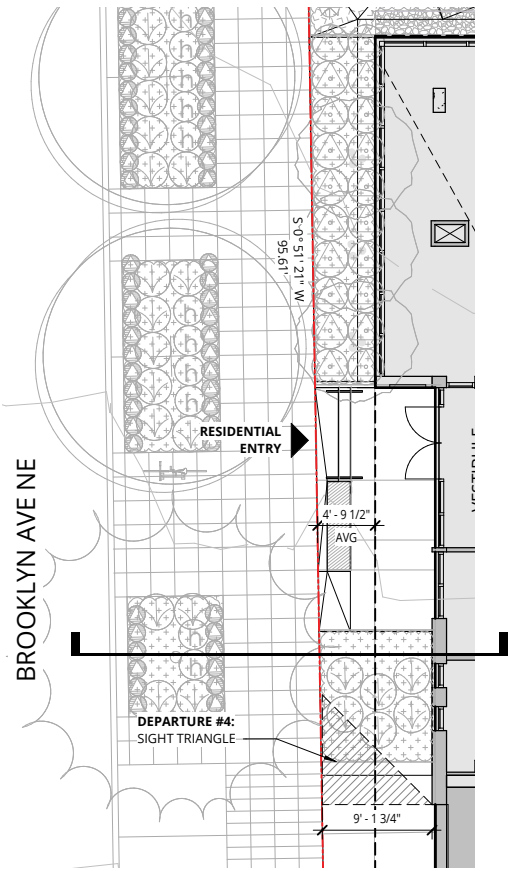 S 0° 51' 21" W
95.61'
RESIDENTIAL
ENTRY
4' - 9 1/2"
AVG
BROOKLYN AVE NE
DEPARTURE #4:
SIGHT TRIANGLE
9' - 1 3/4"